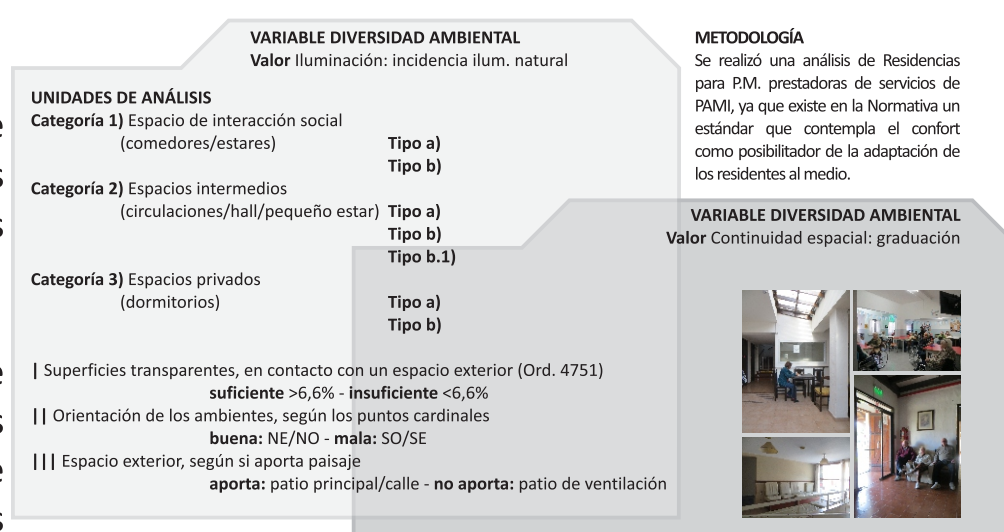 VARIABLE DIVERSIDAD AMBIENTAL
Valor Iluminación: incidencia ilum. natural
UNIDADES DE ANÁLISIS
Categoría 1) Espacio de interacción social
(comedores/estares) Tipo a)
Tipo b)
Categoría 2) Espacios intermedios
(circulaciones/hall/pequeño estar) Tipo a)
Tipo b)
Tipo b.1)
Categoría 3) Espacios privados
(dormitorios) Tipo a)
Tipo b)
| Superficies transparentes, en contacto con un espacio exterior (Ord. 4751)
suficiente >6,6% - insuficiente <6,6%
|| Orientación de los ambientes, según los puntos cardinales
buena: NE/NO - mala: SO/SE
||| Espacio exterior, según si aporta paisaje
aporta: patio principal/calle - no aporta: patio de ventilación
METODOLOGÍA
Se realizó una análisis de Residencias
para P.M. prestadoras de servicios de
PAMI, ya que existe en la Normativa un
estándar que contempla el confort
como posibilitador de la adaptación de
los residentes al medio.
VARIABLE DIVERSIDAD AMBIENTAL
Valor Continuidad espacial: graduación